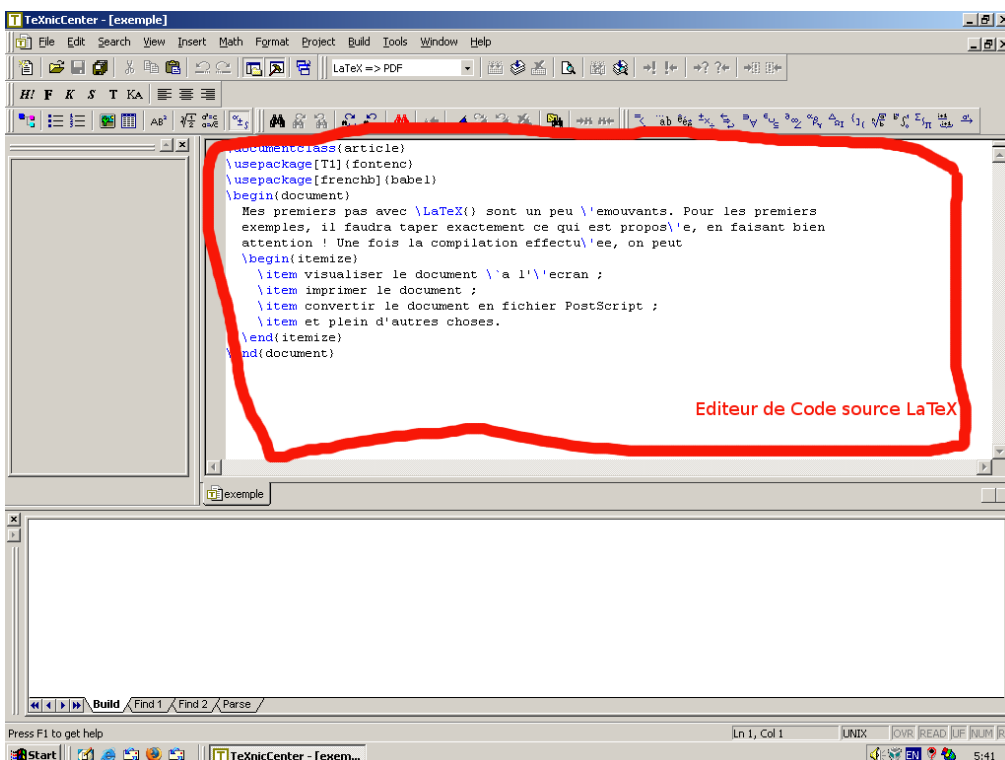 TeXnicCenter - [exemple]
File Edit Search View Insert Math Format Project Build Tools Window Help
LaTeX => PDF
H! F K S T KA
\documentclass{article}
\usepackage[T1]{fontenc}
\usepackage[frenchb]{babel}
\begin{document}
Mes premiers pas avec \LaTeX{} sont un peu \'emouvants. Pour les premiers
exemples, il faudra taper exactement ce qui est propos\'e, en faisant bien
attention ! Une fois la compilation effectu\'ee, on peut
\begin{itemize}
\item visualiser le document \`a l'\'ecran ;
\item imprimer le document ;
\item convertir le document en fichier PostScript ;
\item et plein d'autres choses.
\end{itemize}
\end{document}
Editeur de Code source LaTeX
exemple
Build Find 1 Find 2 Parse
Press F1 to get help
Ln 1, Col 1 UNIX OVR READ UF NUM
Start TeXnicCenter - [exem... EN 5:41